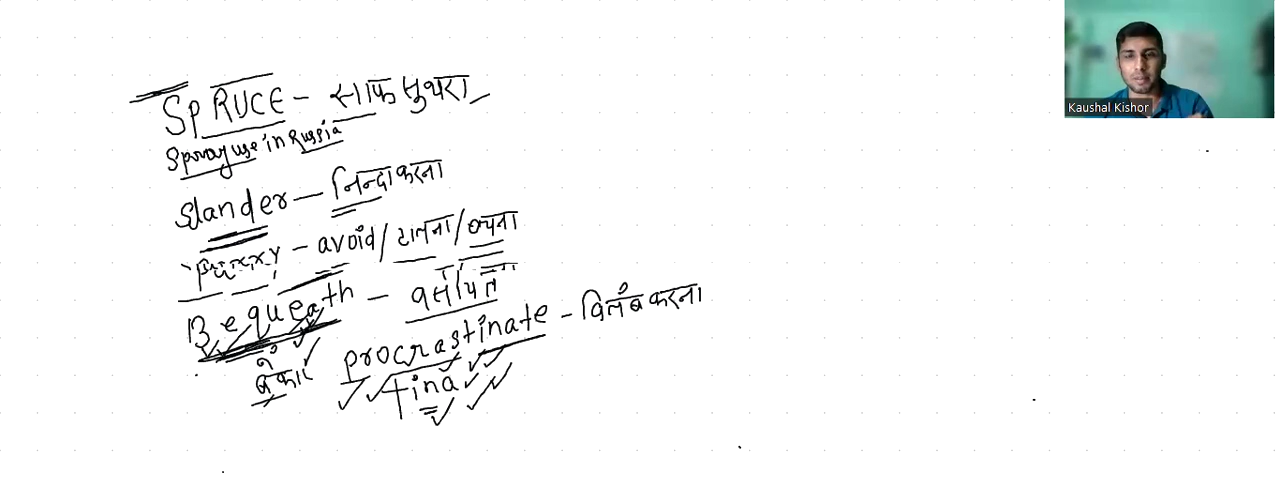 SpRUCE – साफ सुथरा
Spray use in Russia
Slander – निन्दा करना
– avoid / टालना / बचना
Bequeath – वसीयत
बेकार
procrastinate – विलंब करना
tina
Kaushal Kishor